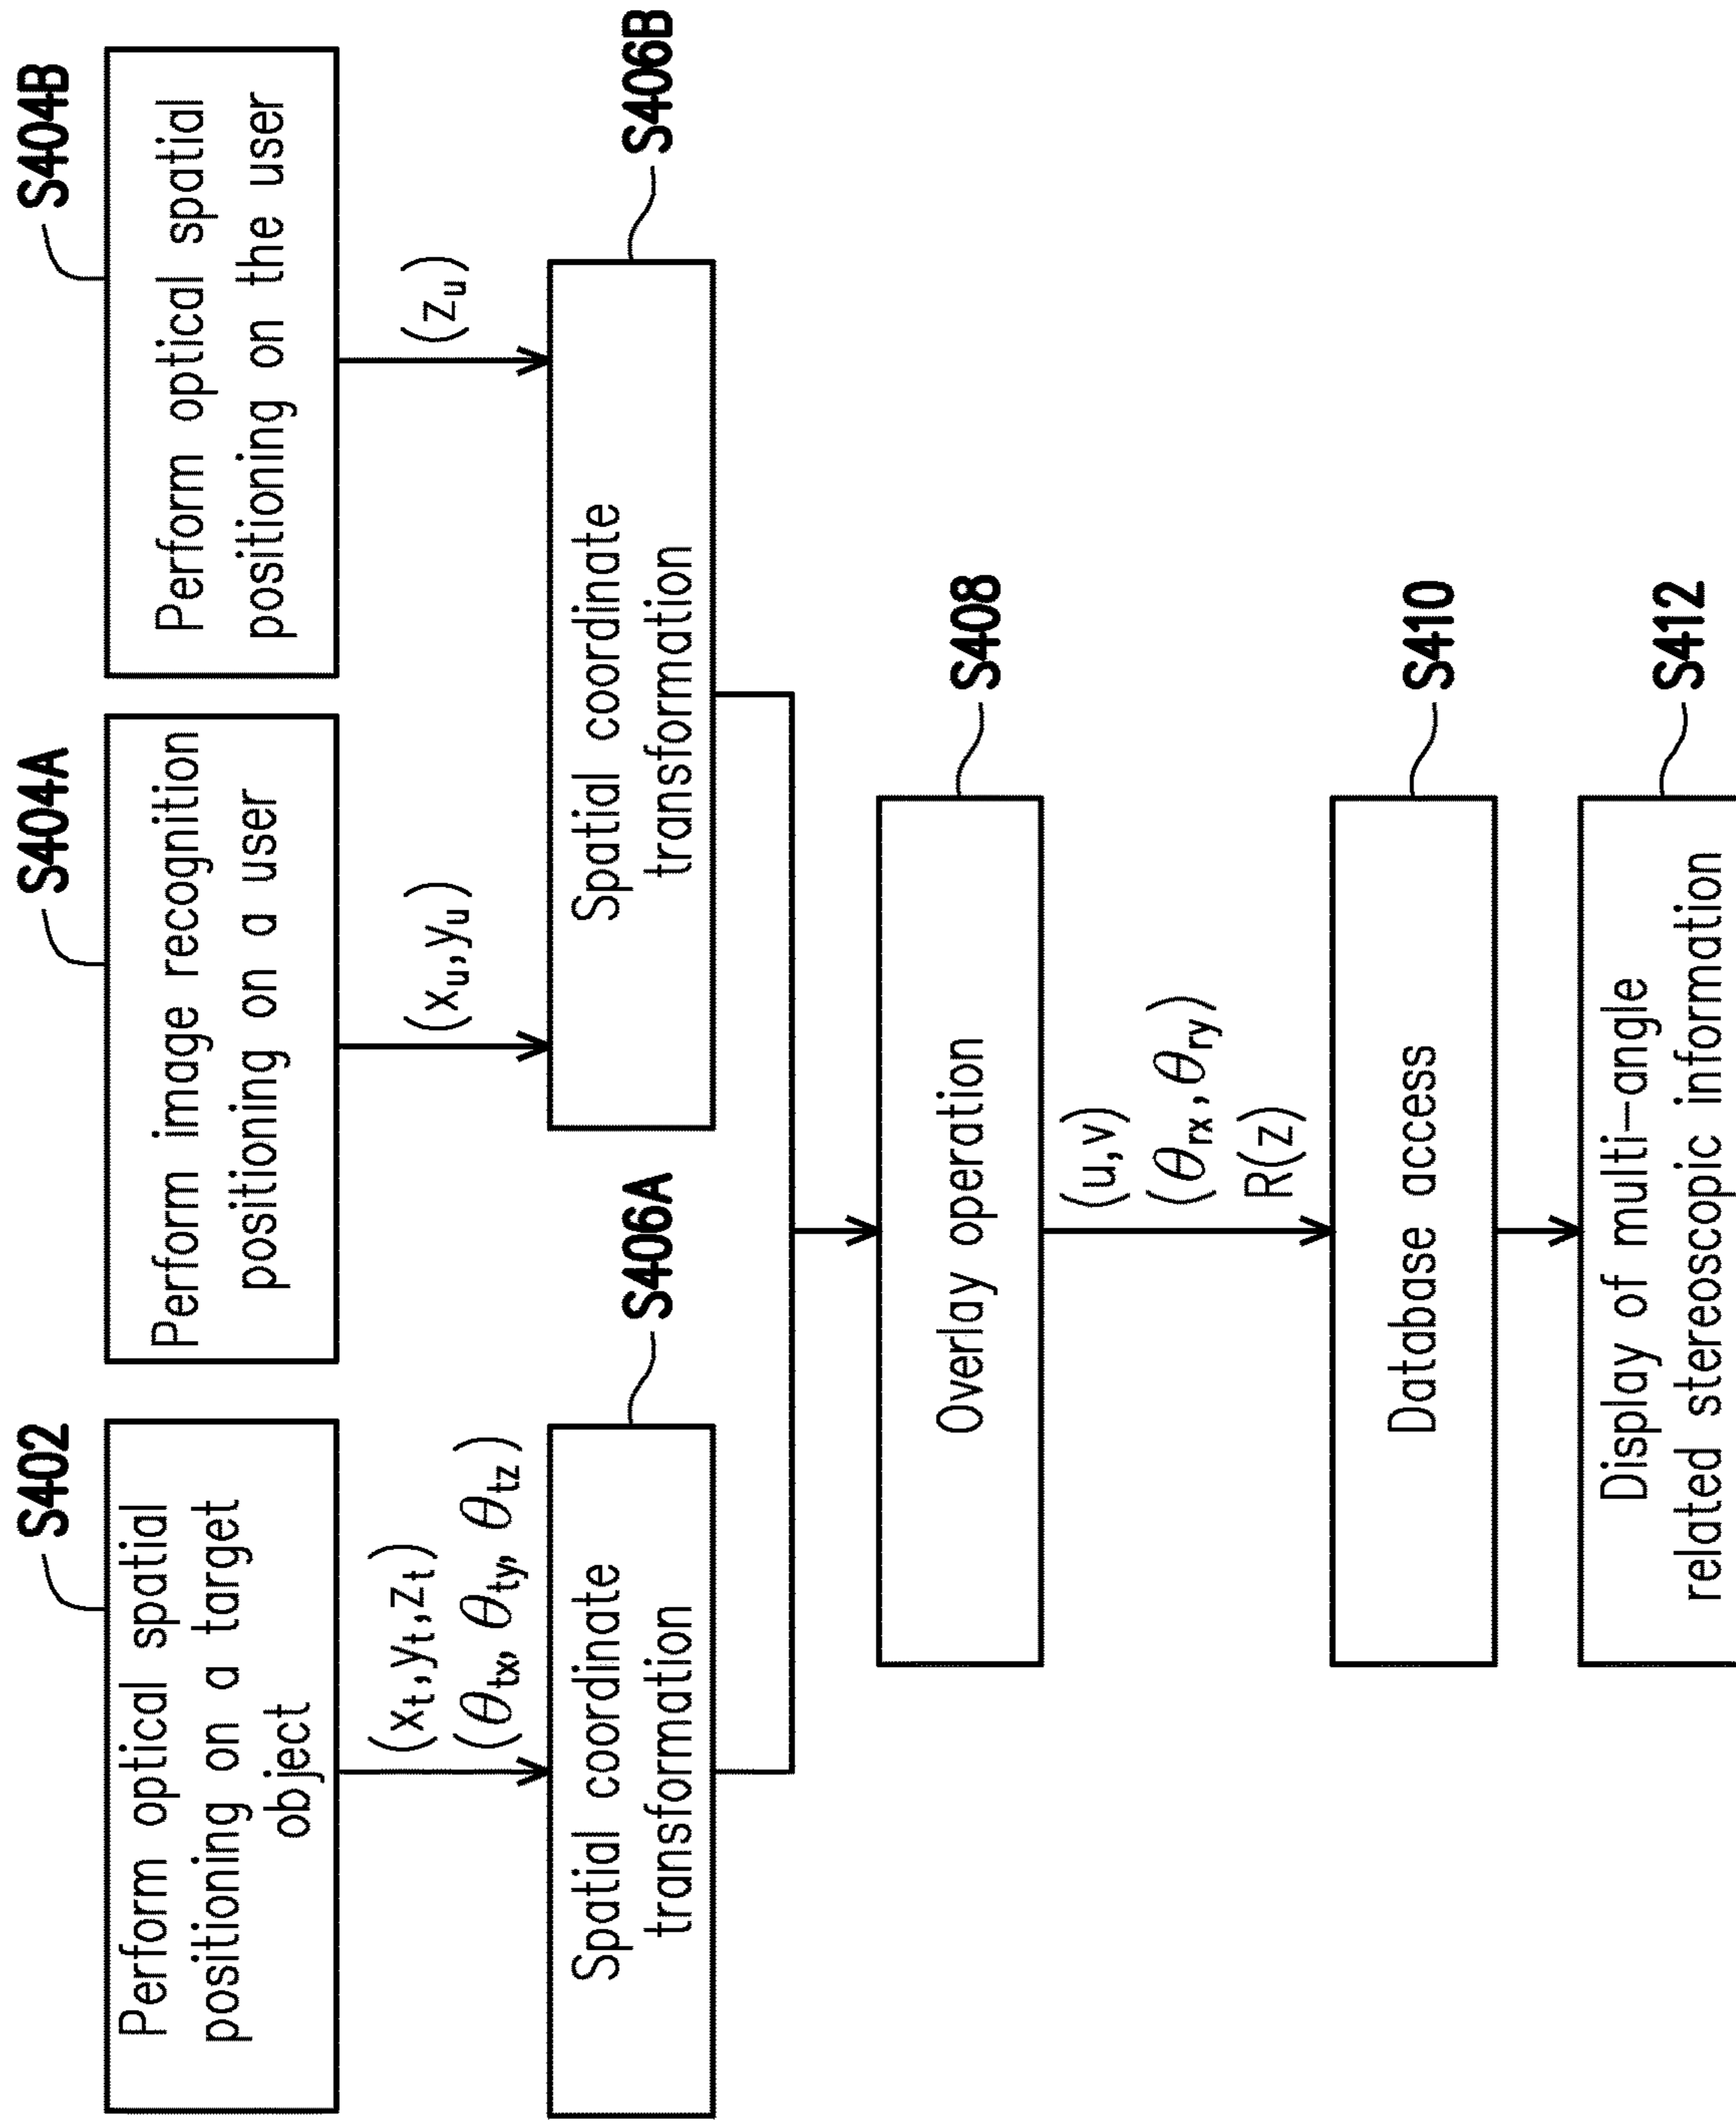 S402
Perform optical spatial
positioning on a target
object
S404A
Perform image recognition
positioning on a user
S404B
Perform optical spatial
positioning on the user
(xt,yt,zt)
(θtx, θty, θtz)
(xu,yu)
(zu)
S406A
Spatial coordinate
transformation
S406B
Spatial coordinate
transformation
S408
Overlay operation
(u,v)
(θrx,θry)
R(z)
S410
Database access
S412
Display of multi-angle
related stereoscopic information